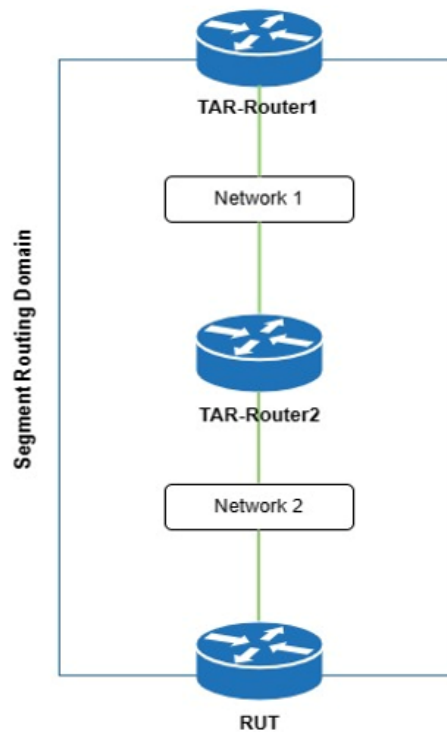 TAR-Router1
Network 1
Segment Routing Domain
TAR-Router2
Network 2
RUT